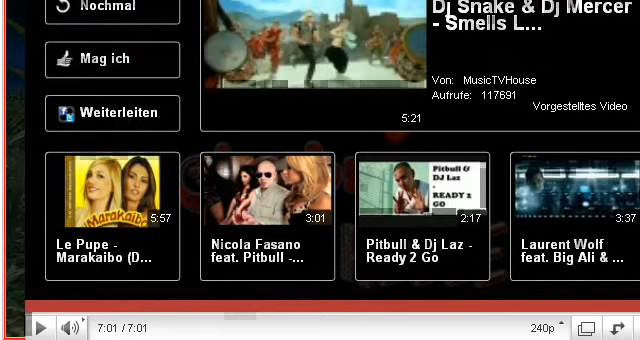 Nochmal
Mag ich
Weiterleiten
Dj Snake & Dj Mercer
- Smells L...
Von: MusicTVHouse
Aufrufe: 117691
Vorgestelltes Video
5:21
Marakaibo
5:57
Le Pupe -
Marakaibo (D...
3:01
Nicola Fasano
feat. Pitbull -...
Pitbull &
DJ Laz
-
READY 2
GO
2:17
Pitbull & Dj Laz -
Ready 2 Go
3:37
Laurent Wolf
feat. Big Ali & ...
7:01 / 7:01
240p